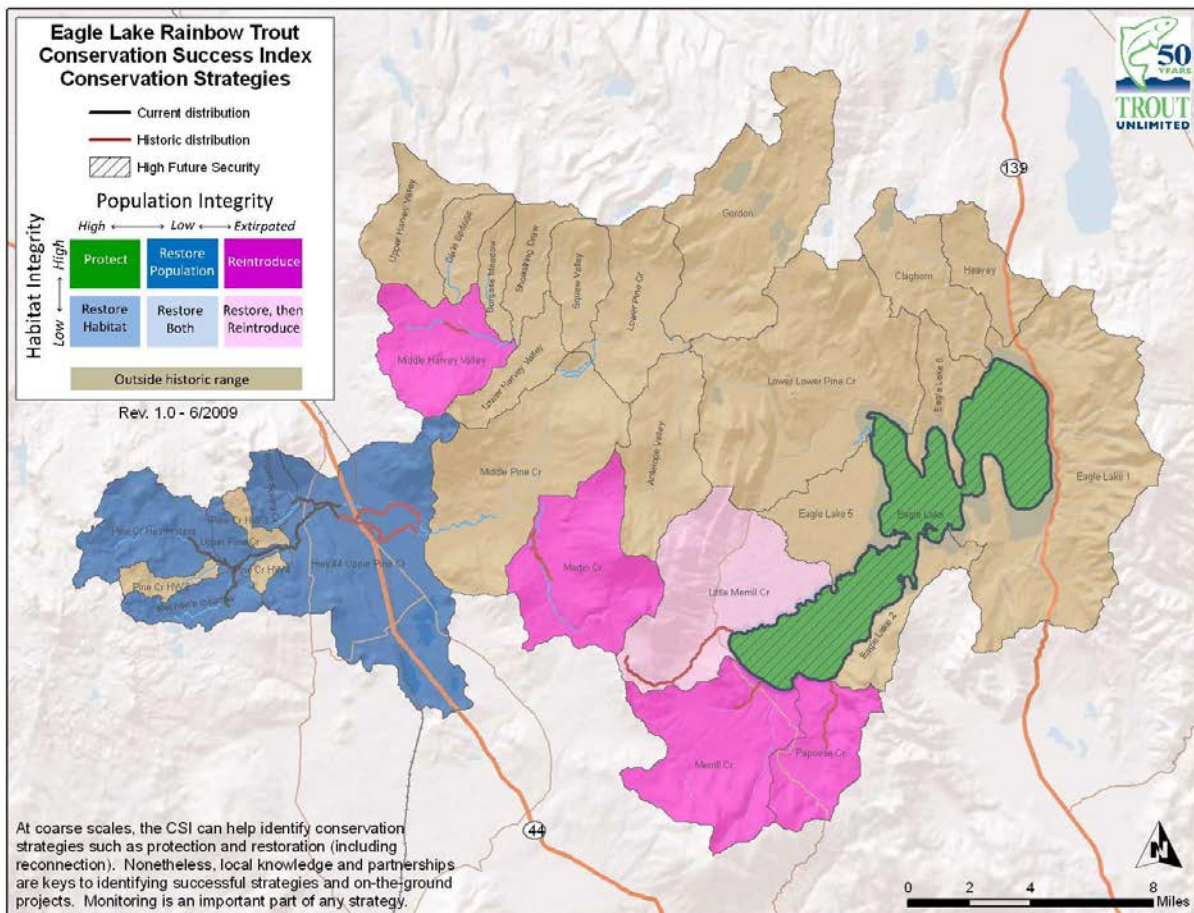 Eagle Lake Rainbow Trout
Conservation Success Index
Conservation Strategies
Current distribution
Historic distribution
High Future Security
Population Integrity
High
Low
Extirpated
Habitat Integrity
High
Low
Protect
Restore
Population
Reintroduce
Restore
Habitat
Restore
Both
Restore, then
Reintroduce
Outside historic range
Rev. 1.0 - 6/2009
50
YEARS
TROUT
UNLIMITED
139
44
Upper Harvey Valley
Burgess Meadow
Shoestring Draw
Squaw Valley
Lower Pine Cr
Gordon
Claghorn
Heavey
Middle Harvey Valley
Lower Harvey Valley
Lower Lower Pine Cr
Eagle Lake 6
Antelope Valley
Middle Pine Cr
Eagle Lake 5
Eagle Lake
Eagle Lake 1
Eagle Lake 2
Pine Cr Headwaters
Upper Pine Cr
Hwy 44 Upper Pine Cr
Martin Cr
Little Merrill Cr
Merrill Cr
Papoose Cr
At coarse scales, the CSI can help identify conservation
strategies such as protection and restoration (including
reconnection). Nonetheless, local knowledge and partnerships
are keys to identifying successful strategies and on-the-ground
projects. Monitoring is an important part of any strategy.
N
0 2 4 8
Miles